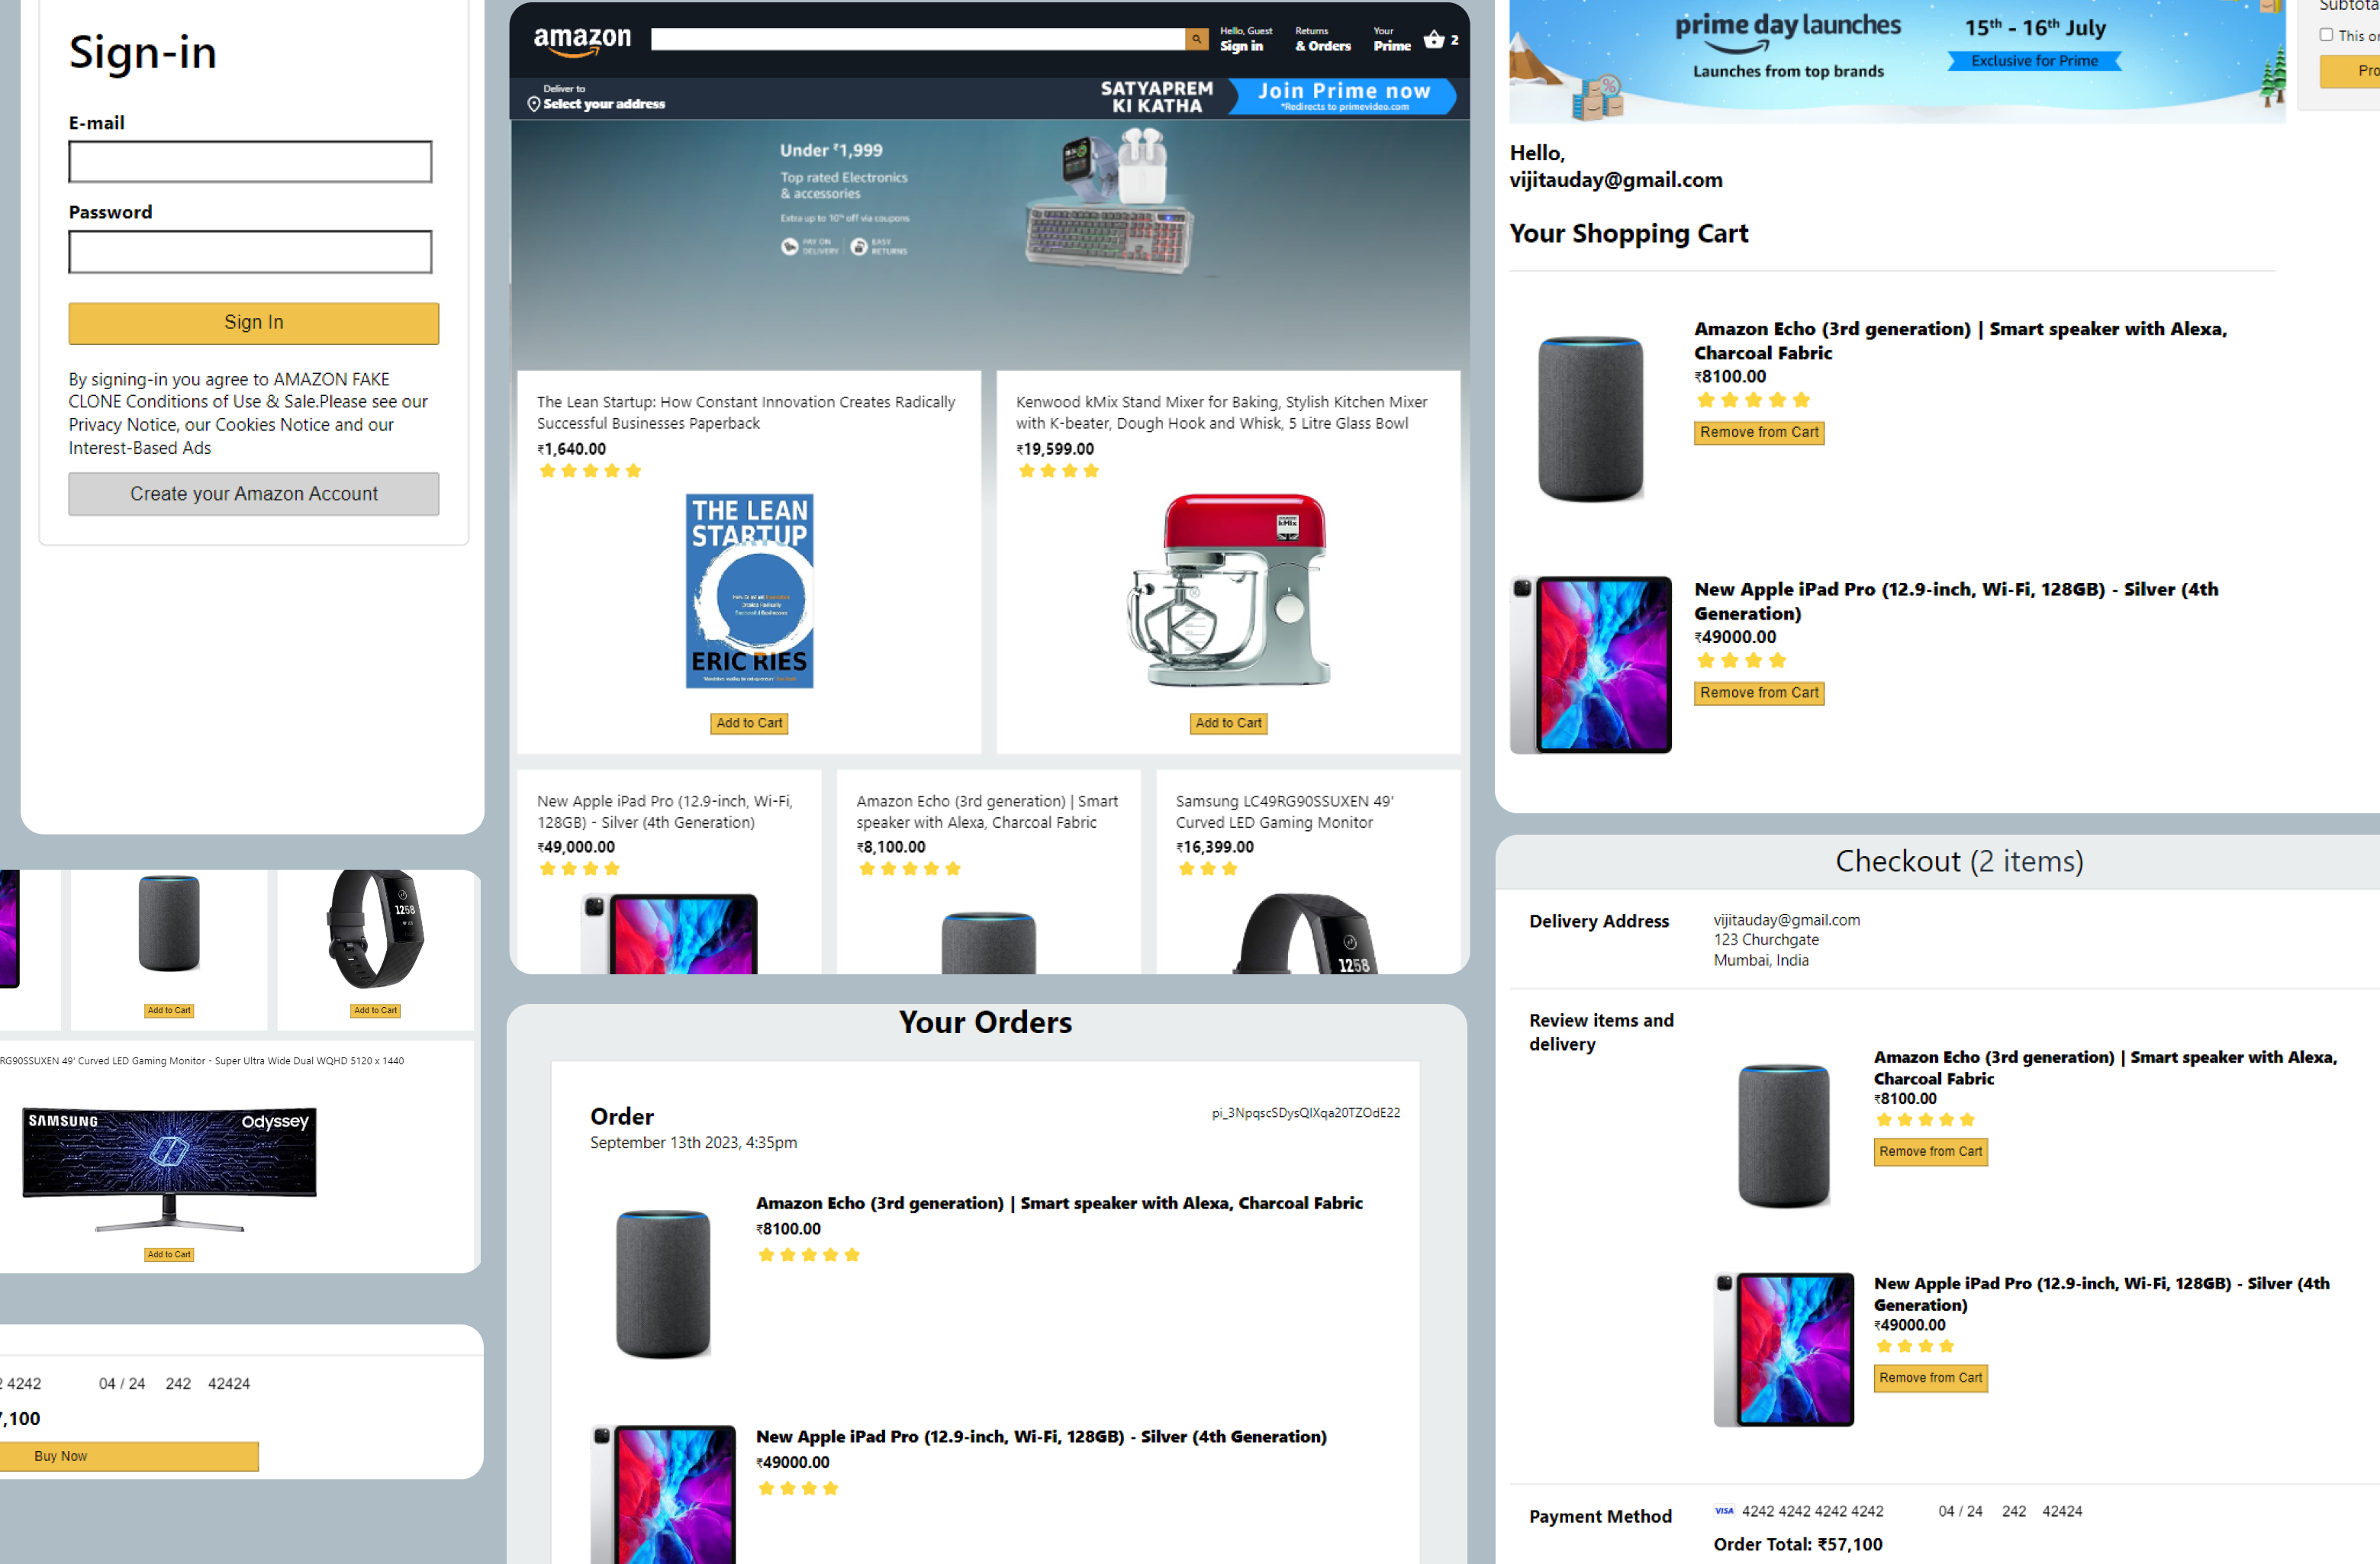 Sign-in
E-mail
Password
Sign In
By signing-in you agree to AMAZON FAKE
CLONE Conditions of Use & Sale.Please see our
Privacy Notice, our Cookies Notice and our
Interest-Based Ads
Create your Amazon Account
1258
Add to Cart
Add to Cart
RG90SSUXEN 49' Curved LED Gaming Monitor - Super Ultra Wide Dual WQHD 5120 x 1440
SAMSUNG
Odyssey
Add to Cart
2 4242 04 / 24 242 42424
7,100
Buy Now
amazon
Hello, Guest
Sign in
Returns
& Orders
Your
Prime
2
Deliver to
Select your address
SATYAPREM
KI KATHA
Join Prime now
*Redirects to primevideo.com
Under ₹1,999
Top rated Electronics
& accessories
Extra up to 10% off via coupons
PAY ON
DELIVERY
EASY
RETURNS
The Lean Startup: How Constant Innovation Creates Radically
Successful Businesses Paperback
₹1,640.00
THE LEAN
STARTUP
How Constant Innovation
Creates Radically
Successful Businesses
ERIC RIES
Add to Cart
Kenwood kMix Stand Mixer for Baking, Stylish Kitchen Mixer
with K-beater, Dough Hook and Whisk, 5 Litre Glass Bowl
₹19,599.00
kMix
Add to Cart
New Apple iPad Pro (12.9-inch, Wi-Fi,
128GB) - Silver (4th Generation)
₹49,000.00
Amazon Echo (3rd generation) | Smart
speaker with Alexa, Charcoal Fabric
₹8,100.00
Samsung LC49RG90SSUXEN 49'
Curved LED Gaming Monitor
₹16,399.00
1258
Your Orders
Order
September 13th 2023, 4:35pm
pi_3NpqscSDysQIXqa20TZOdE22
Amazon Echo (3rd generation) | Smart speaker with Alexa, Charcoal Fabric
₹8100.00
New Apple iPad Pro (12.9-inch, Wi-Fi, 128GB) - Silver (4th Generation)
₹49000.00
prime day launches
Launches from top brands
15th - 16th July
Exclusive for Prime
Subtota
This or
Pro
Hello,
vijitauday@gmail.com
Your Shopping Cart
Amazon Echo (3rd generation) | Smart speaker with Alexa,
Charcoal Fabric
₹8100.00
Remove from Cart
New Apple iPad Pro (12.9-inch, Wi-Fi, 128GB) - Silver (4th
Generation)
₹49000.00
Remove from Cart
Checkout (2 items)
Delivery Address
vijitauday@gmail.com
123 Churchgate
Mumbai, India
Review items and
delivery
Amazon Echo (3rd generation) | Smart speaker with Alexa,
Charcoal Fabric
₹8100.00
Remove from Cart
New Apple iPad Pro (12.9-inch, Wi-Fi, 128GB) - Silver (4th
Generation)
₹49000.00
Remove from Cart
Payment Method
VISA 4242 4242 4242 4242 04 / 24 242 42424
Order Total: ₹57,100